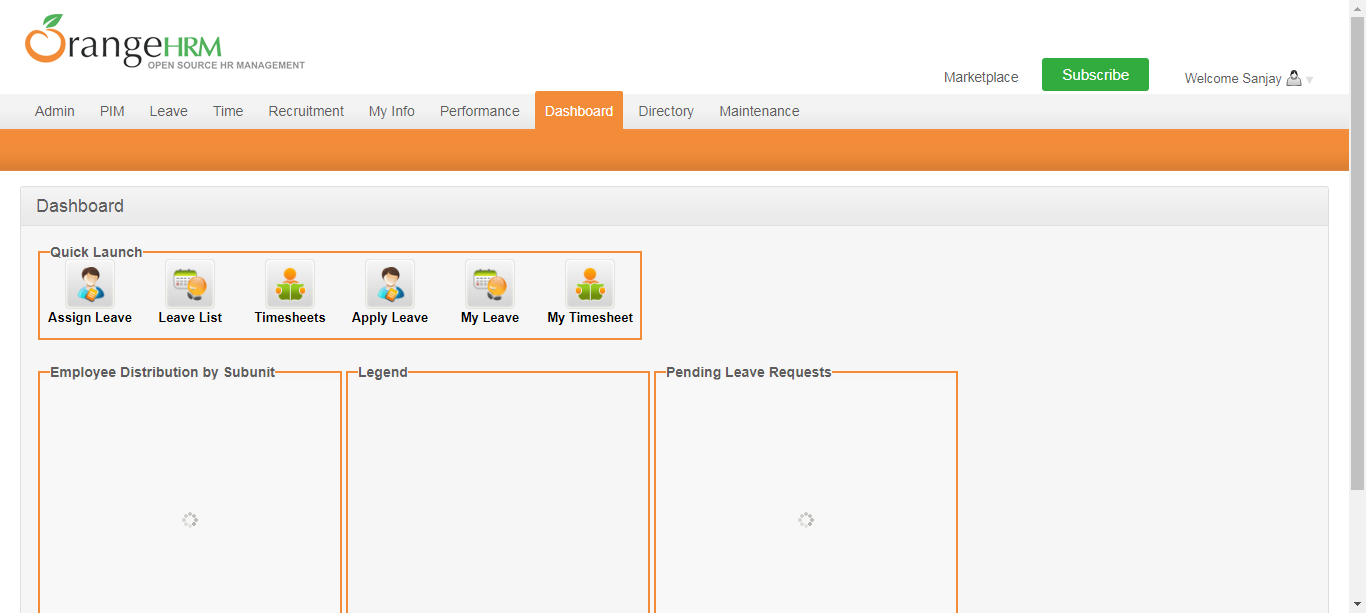 OrangeHRM
OPEN SOURCE HR MANAGEMENT
Marketplace Subscribe Welcome Sanjay
Admin PIM Leave Time Recruitment My Info Performance Dashboard Directory Maintenance
Dashboard
Quick Launch
Assign Leave Leave List Timesheets Apply Leave My Leave My Timesheet
Employee Distribution by Subunit Legend Pending Leave Requests